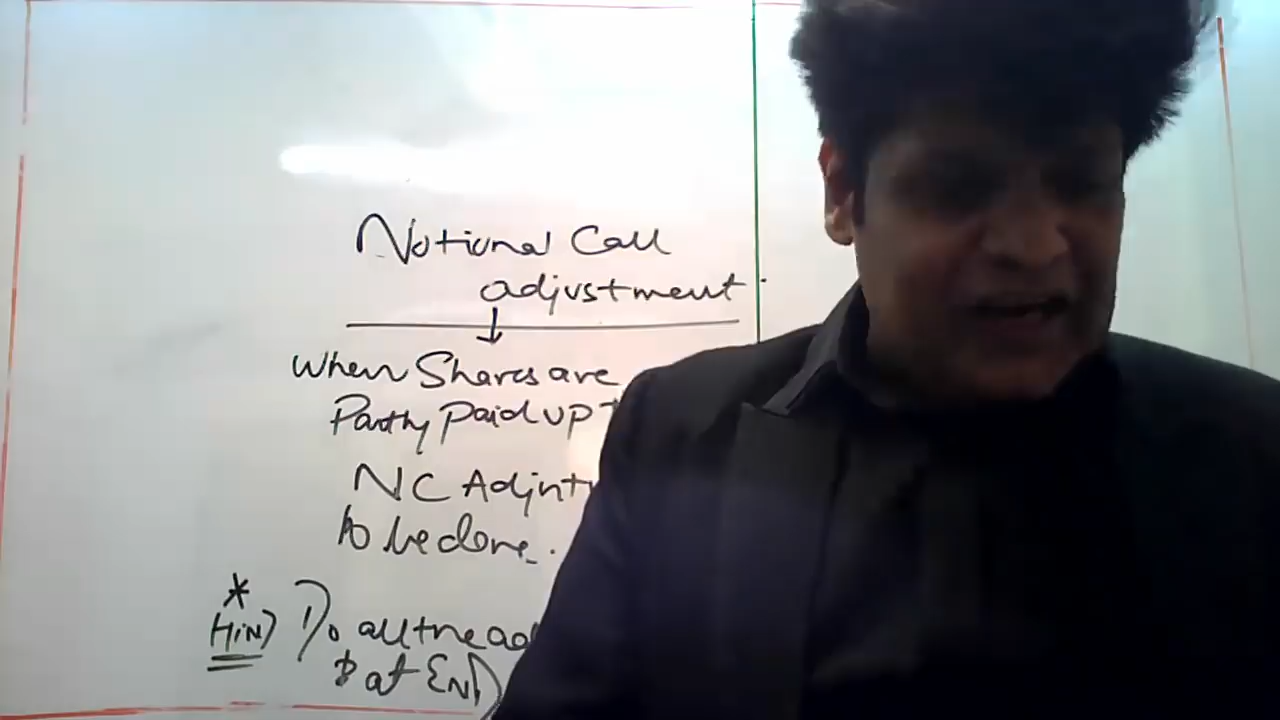 Notional Call
adjustment
When Shares are
Partly paid up
NC
to be done.
*
HINT Do all the
& at END